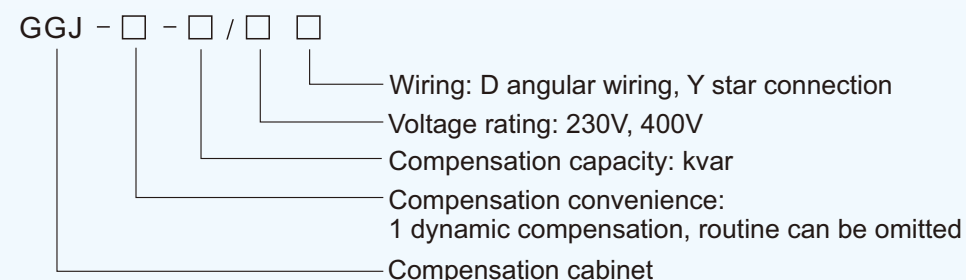 GGJ - □ - □ / □ □
Wiring: D angular wiring, Y star connection
Voltage rating: 230V, 400V
Compensation capacity: kvar
Compensation convenience:
1 dynamic compensation, routine can be omitted
Compensation cabinet